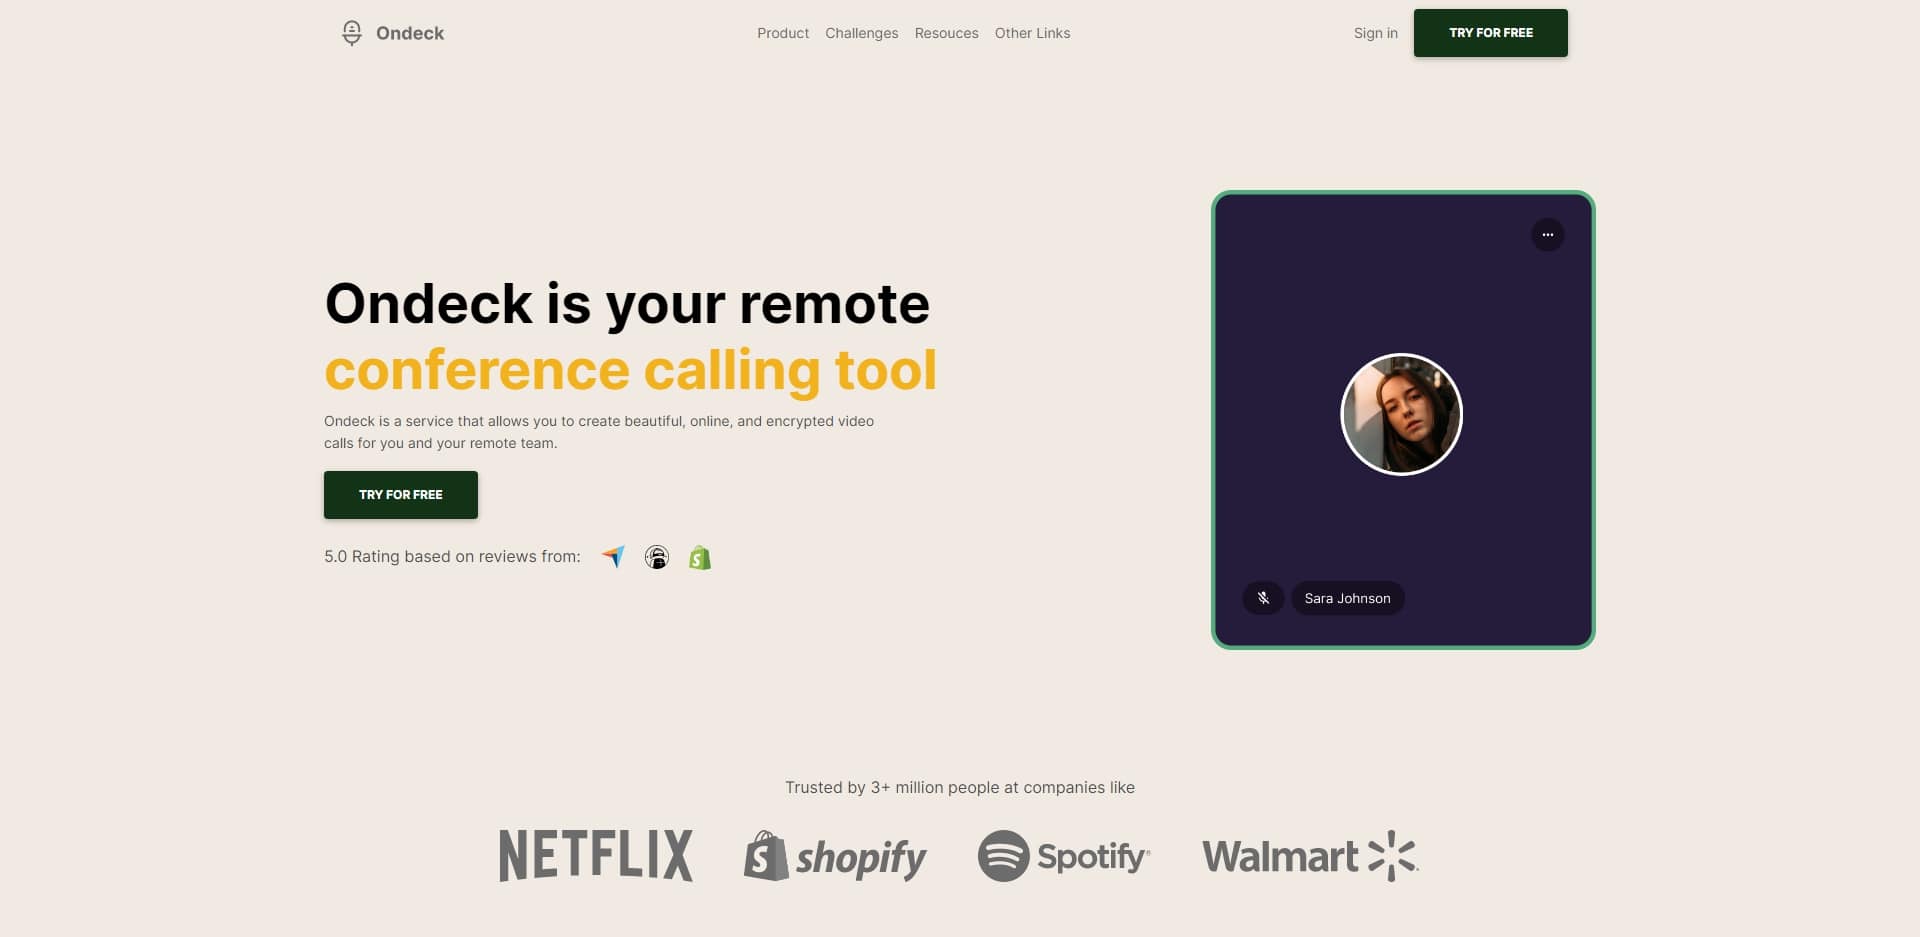 Ondeck
Product Challenges Resouces Other Links
Sign in
TRY FOR FREE
Ondeck is your remote
conference calling tool
Ondeck is a service that allows you to create beautiful, online, and encrypted video
calls for you and your remote team.
TRY FOR FREE
5.0 Rating based on reviews from:
S
Sara Johnson
Trusted by 3+ million people at companies like
NETFLIX
S shopify
Spotify®
Walmart